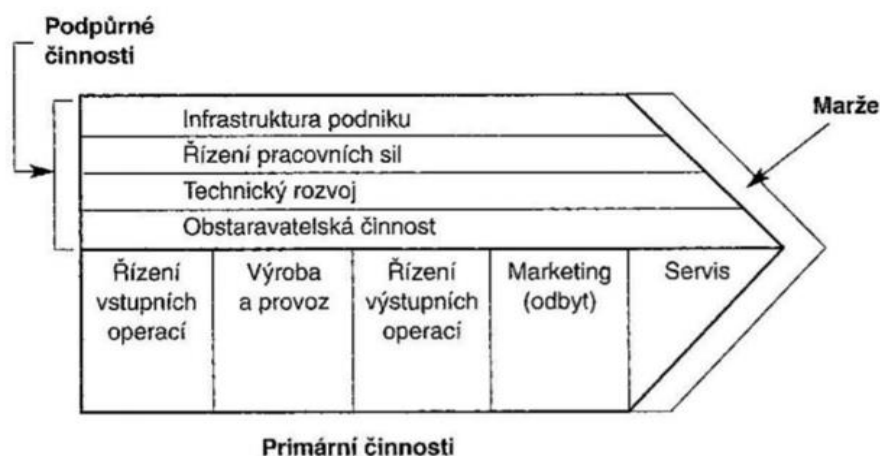 Podpůrné
činnosti
Marže
Infrastruktura podniku
Řízení pracovních sil
Technický rozvoj
Obstaravatelská činnost
Řízení
vstupních
operací
Výroba
a provoz
Řízení
výstupních
operací
Marketing
(odbyt)
Servis
Primární činnosti